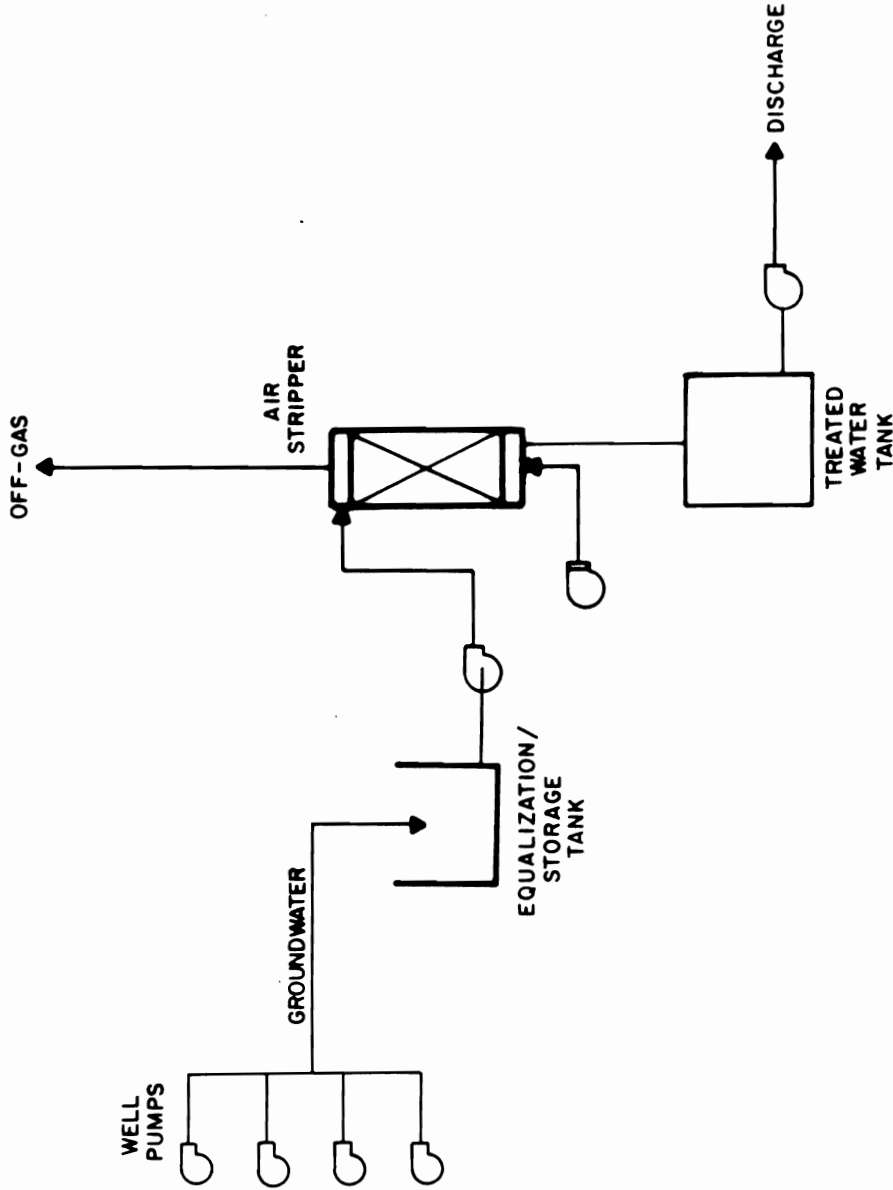 WELL
PUMPS
GROUNDWATER
EQUALIZATION/
STORAGE
TANK
OFF-GAS
AIR
STRIPPER
TREATED
WATER
TANK
DISCHARGE